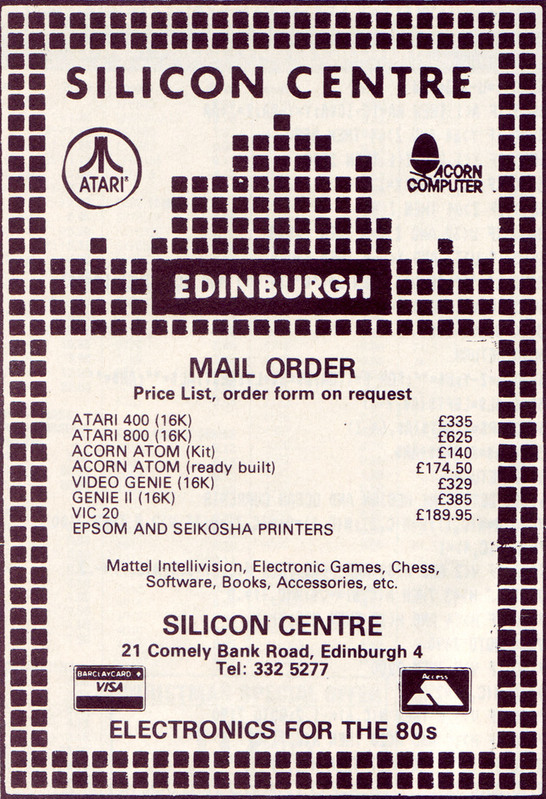 SILICON CENTRE
ATARI®
ACORN
COMPUTER
EDINBURGH
MAIL ORDER
Price List, order form on request
ATARI 400 (16K) £335
ATARI 800 (16K) £625
ACORN ATOM (Kit) £140
ACORN ATOM (ready built) £174.50
VIDEO GENIE (16K) £329
GENIE II (16K) £385
VIC 20 £189.95
EPSOM AND SEIKOSHA PRINTERS
Mattel Intellivision, Electronic Games, Chess,
Software, Books, Accessories, etc.
SILICON CENTRE
21 Comely Bank Road, Edinburgh 4
Tel: 332 5277
BARCLAYCARD
VISA
Access
ELECTRONICS FOR THE 80s